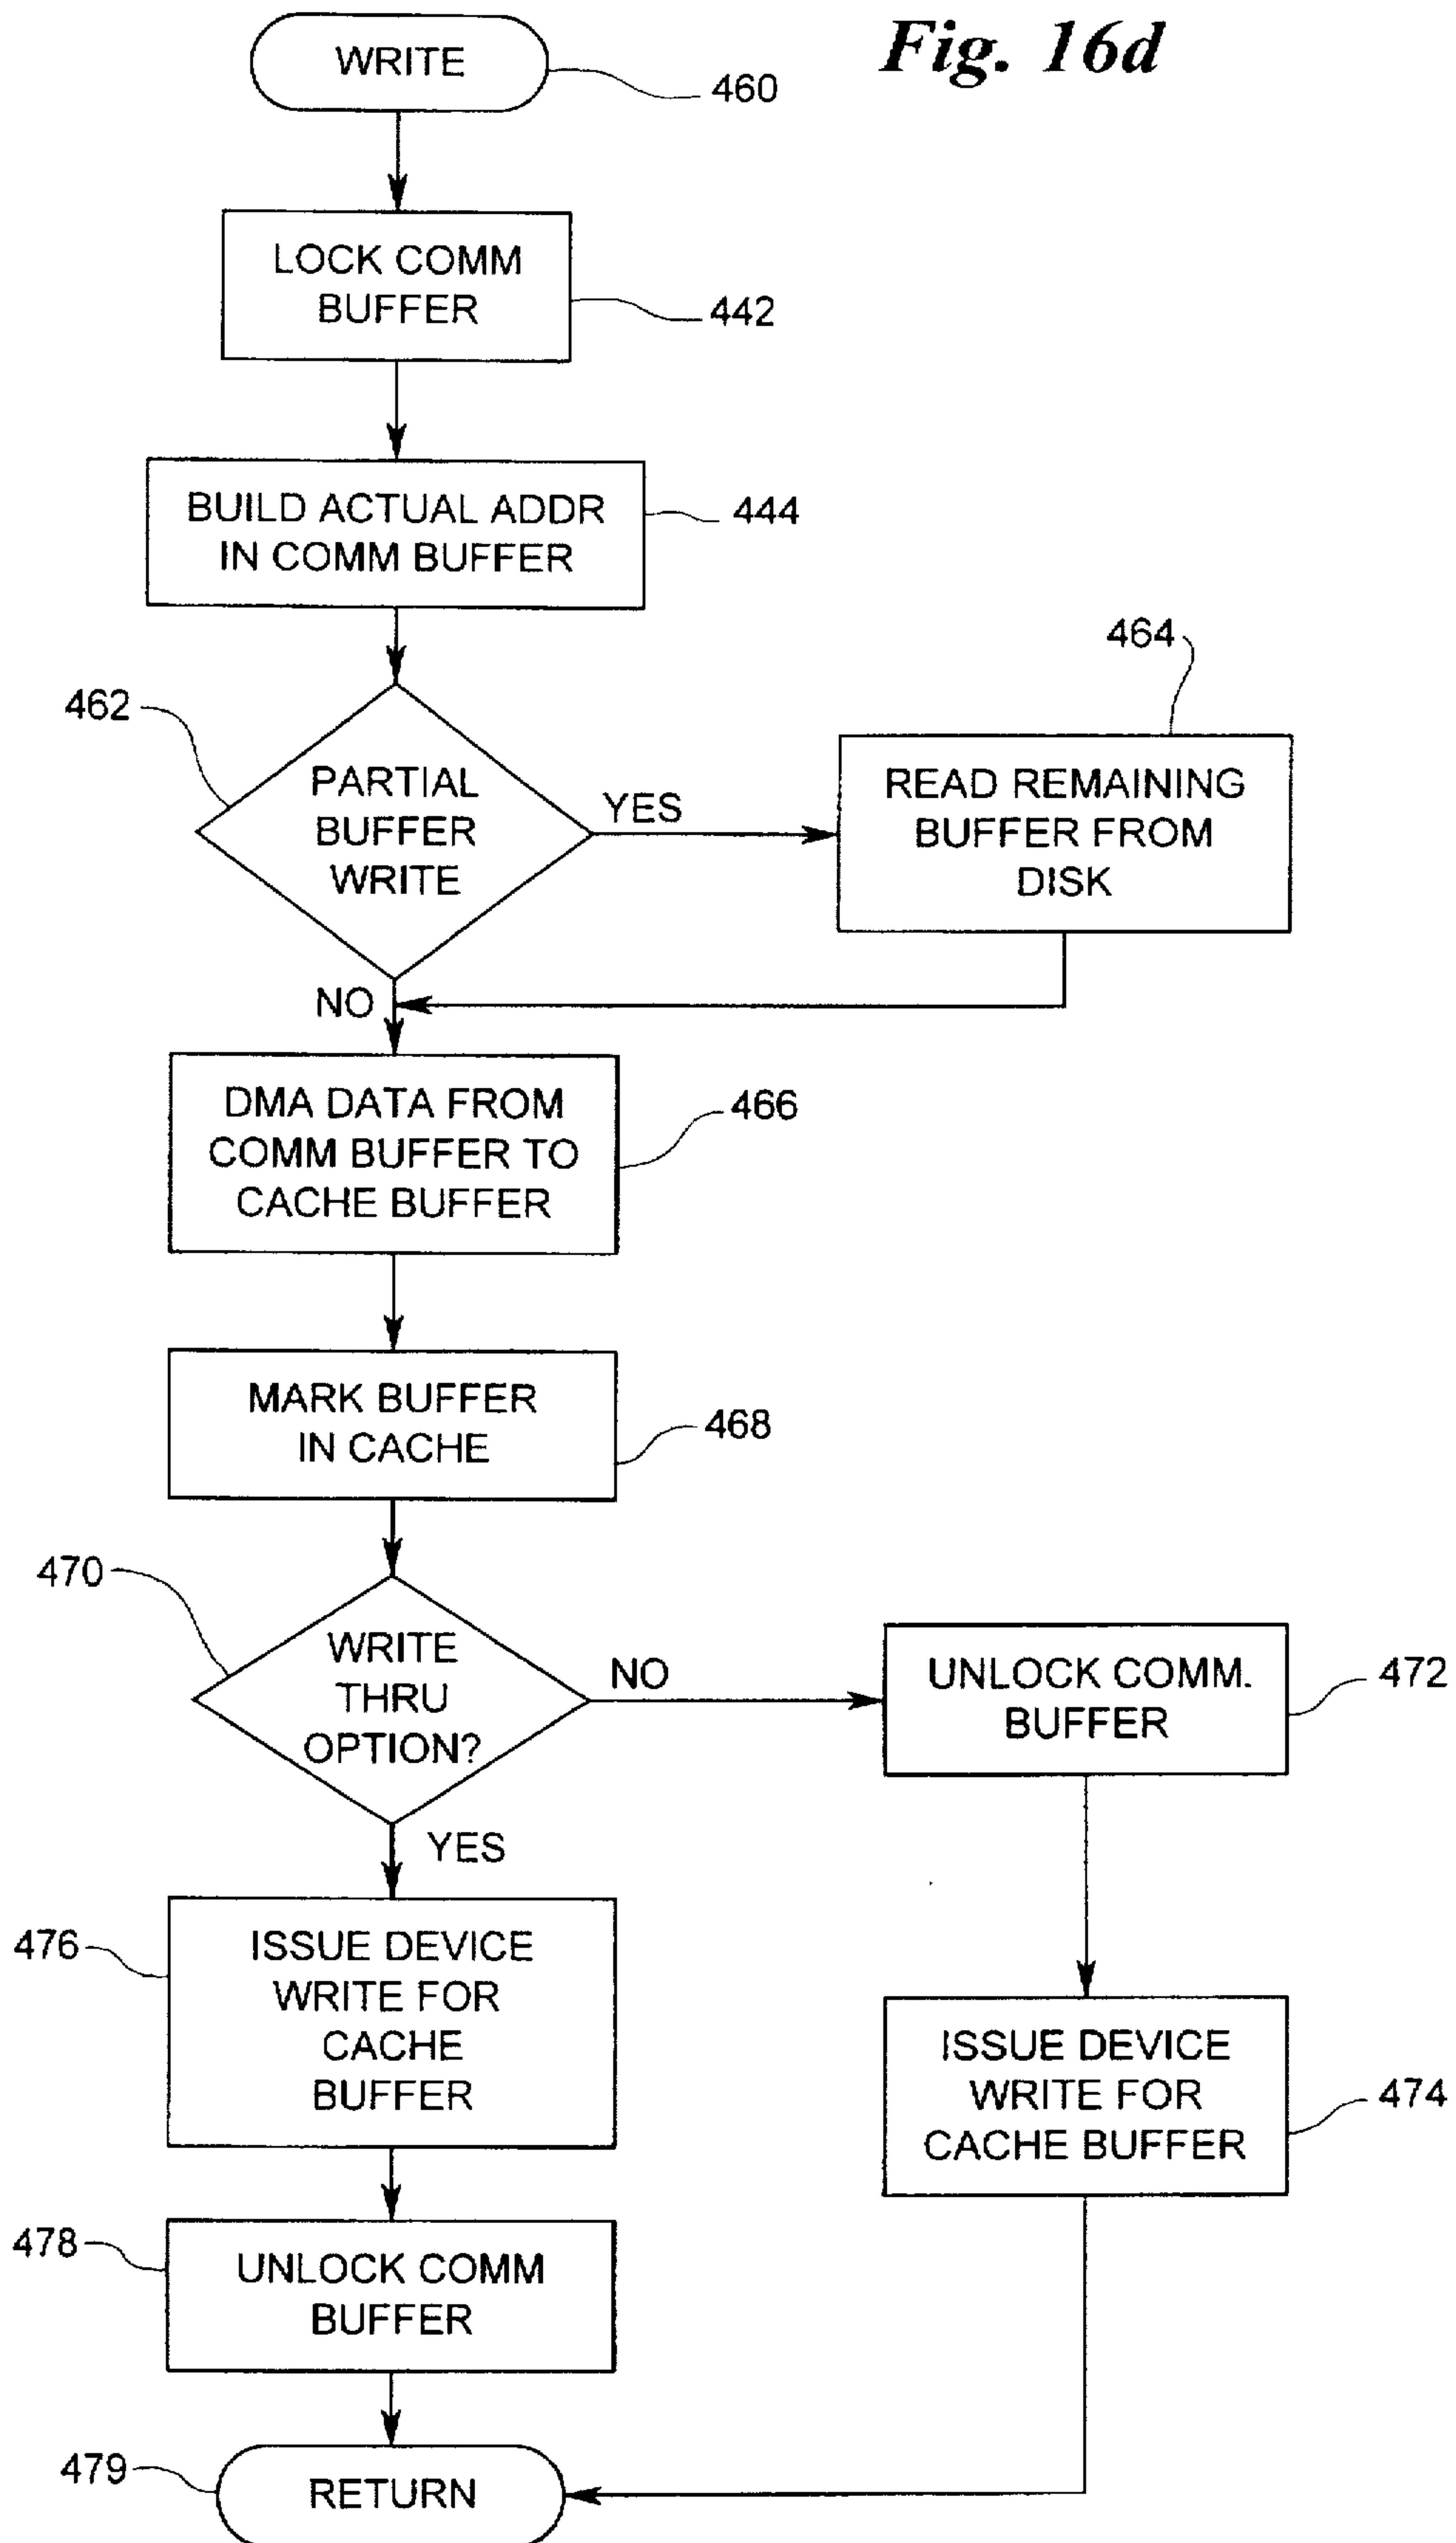 Fig. 16d
WRITE
460
LOCK COMM
BUFFER
442
BUILD ACTUAL ADDR
IN COMM BUFFER
444
462
PARTIAL
BUFFER
WRITE
YES
464
READ REMAINING
BUFFER FROM
DISK
NO
DMA DATA FROM
COMM BUFFER TO
CACHE BUFFER
466
MARK BUFFER
IN CACHE
468
470
WRITE
THRU
OPTION?
NO
UNLOCK COMM.
BUFFER
472
YES
476
ISSUE DEVICE
WRITE FOR
CACHE
BUFFER
ISSUE DEVICE
WRITE FOR
CACHE BUFFER
474
478
UNLOCK COMM
BUFFER
479
RETURN